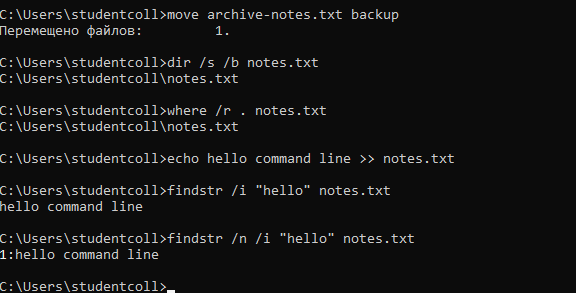 C:\Users\studentcoll>move archive-notes.txt backup
Перемещено файлов:         1.
C:\Users\studentcoll>dir /s /b notes.txt
C:\Users\studentcoll\notes.txt
C:\Users\studentcoll>where /r . notes.txt
C:\Users\studentcoll\notes.txt
C:\Users\studentcoll>echo hello command line >> notes.txt
C:\Users\studentcoll>findstr /i "hello" notes.txt
hello command line
C:\Users\studentcoll>findstr /n /i "hello" notes.txt
1:hello command line
C:\Users\studentcoll>